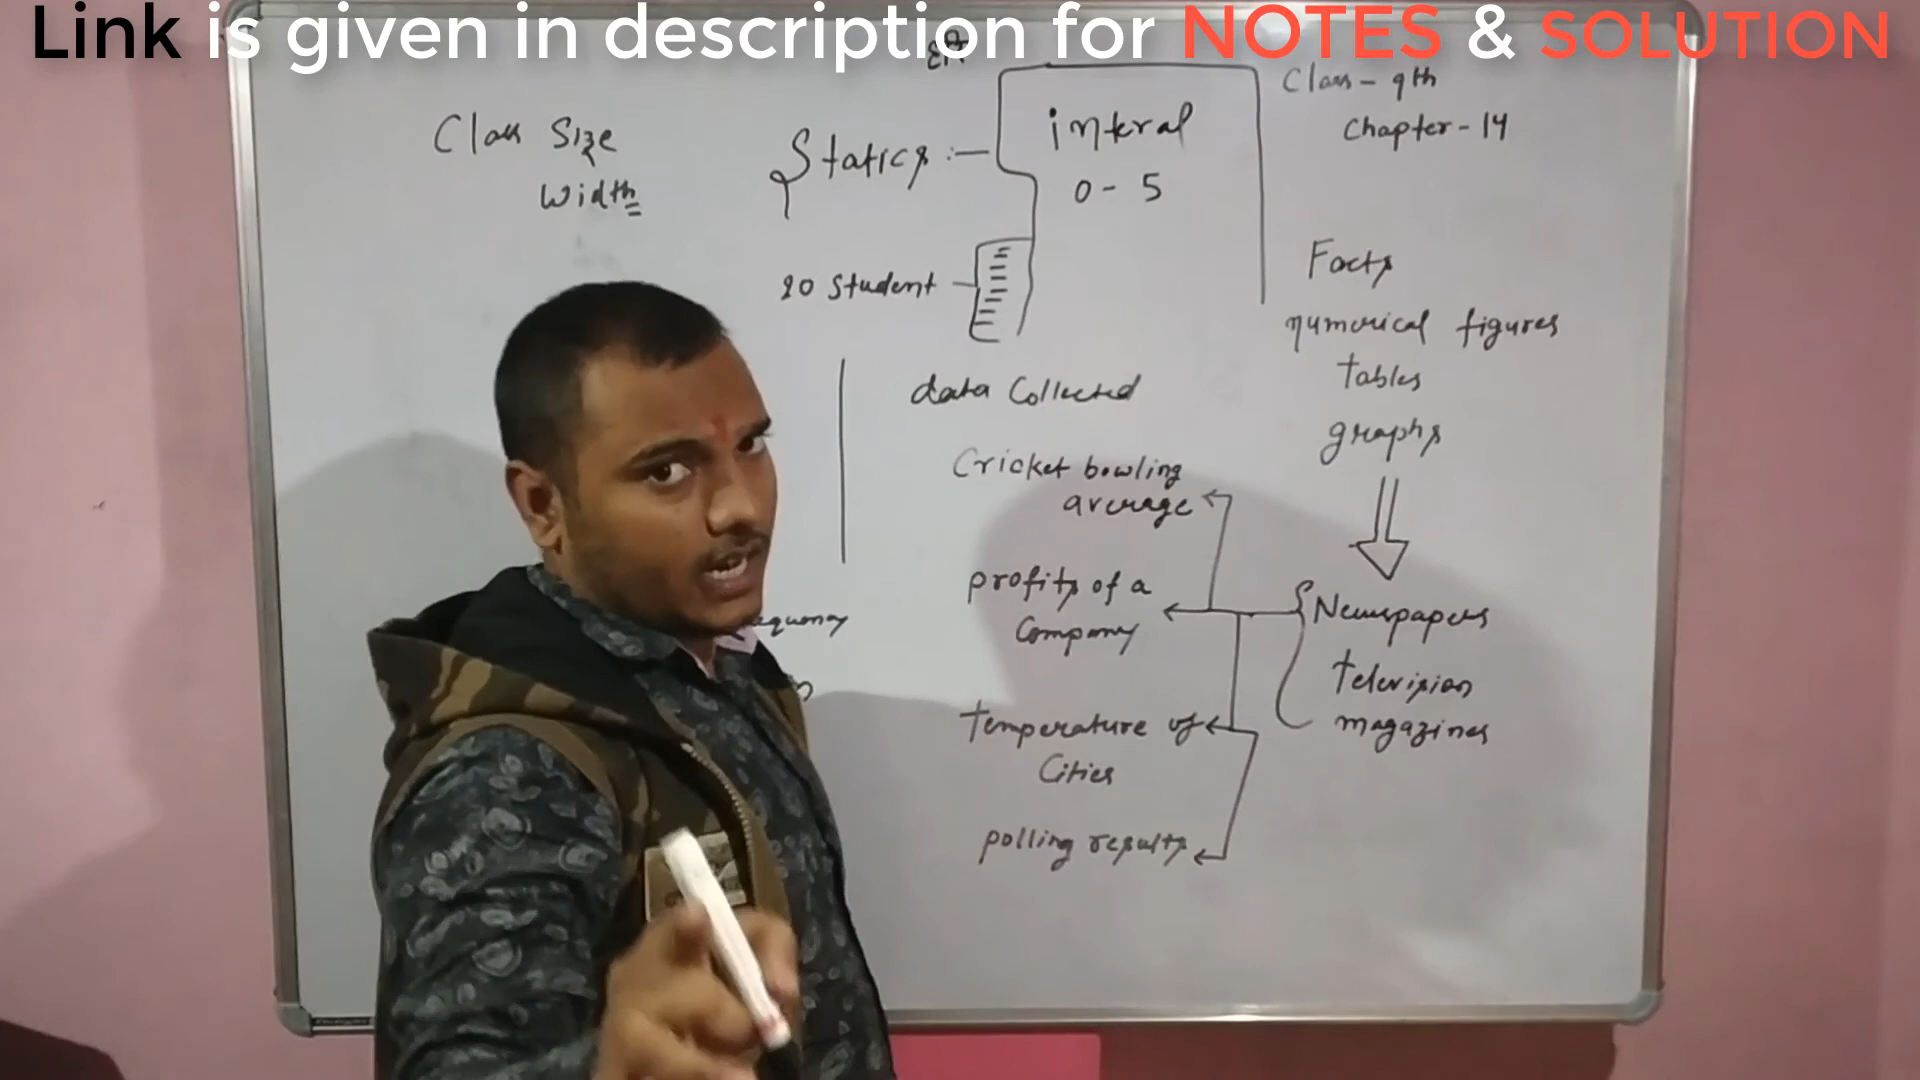 Link is given in description for NOTES & SOLUTION
Class - 9th
Chapter - 14
Class Size
Width
Statics :-
interal
0 - 5
20 Student
data Collected
Facts
numerical figures
tables
graphs
Cricket bowling
average
profits of a
Company
temperature of
Cities
polling results
Newspapers
television
magazines